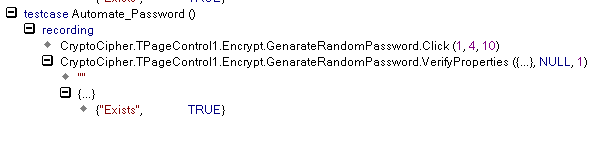 testcase Automate_Password ()
recording
CryptoCipher.TPageControl1.Encrypt.GenarateRandomPassword.Click (1, 4, 10)
CryptoCipher.TPageControl1.Encrypt.GenarateRandomPassword.VerifyProperties ({...}, NULL, 1)
""
{...}
{"Exists", TRUE}